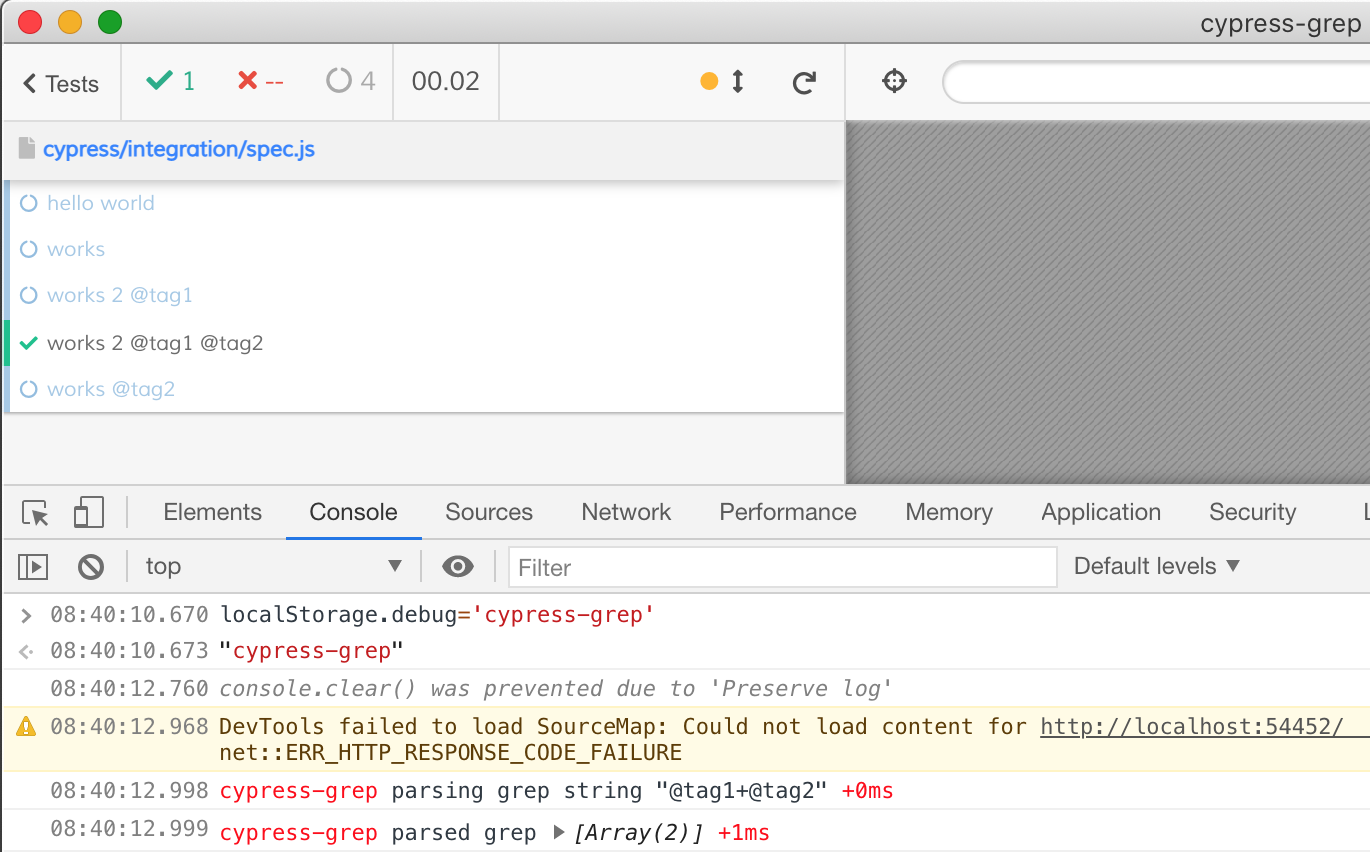 cypress-grep
Tests 1 -- 4 00.02
cypress/integration/spec.js
hello world
works
works 2 @tag1
works 2 @tag1 @tag2
works @tag2
Elements Console Sources Network Performance Memory Application Security
top Filter Default levels
08:40:10.670 localStorage.debug='cypress-grep'
08:40:10.673 "cypress-grep"
08:40:12.760 console.clear() was prevented due to 'Preserve log'
08:40:12.968 DevTools failed to load SourceMap: Could not load content for http://localhost:54452/
net::ERR_HTTP_RESPONSE_CODE_FAILURE
08:40:12.998 cypress-grep parsing grep string "@tag1+@tag2" +0ms
08:40:12.999 cypress-grep parsed grep ▶ [Array(2)] +1ms